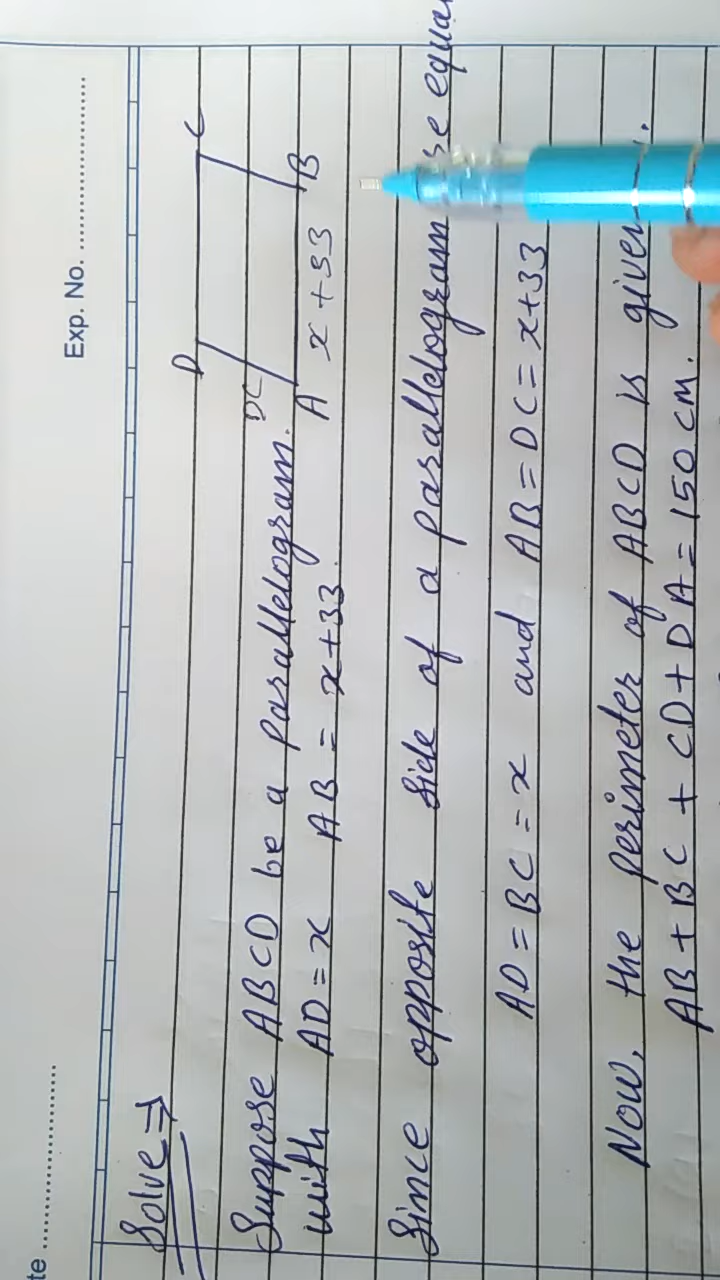 Exp. No. ....................
te ....................
Solve ⇒
D C
Suppose ABCD be a parallelogram.
with AD = x AB = x+33.
A x+33 B
Since opposite side of a parallelogram equal
AD = BC = x and AB = DC = x+33
Now, the perimeter of ABCD is given.
AB + BC + CD + DA = 150 cm.